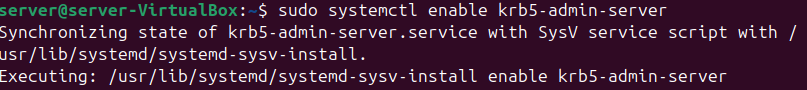 server@server-VirtualBox:~$ sudo systemctl enable krb5-admin-server
Synchronizing state of krb5-admin-server.service with SysV service script with /
usr/lib/systemd/systemd-sysv-install.
Executing: /usr/lib/systemd/systemd-sysv-install enable krb5-admin-server